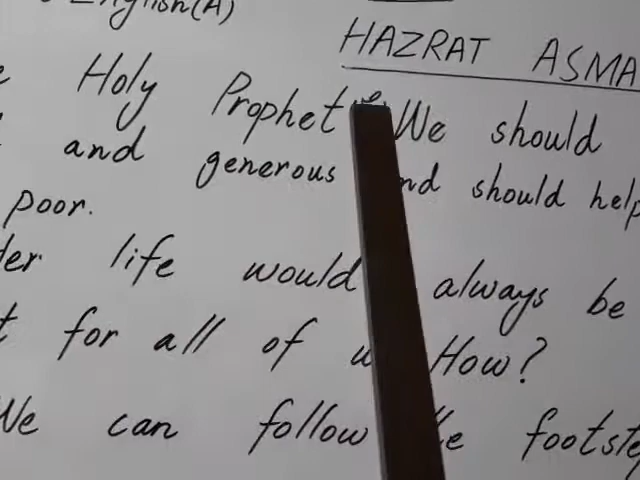 English(A)
HAZRAT ASMA
Holy Prophet We should
and generous and should help
poor.
life would always be
for all of How?
We can follow footste